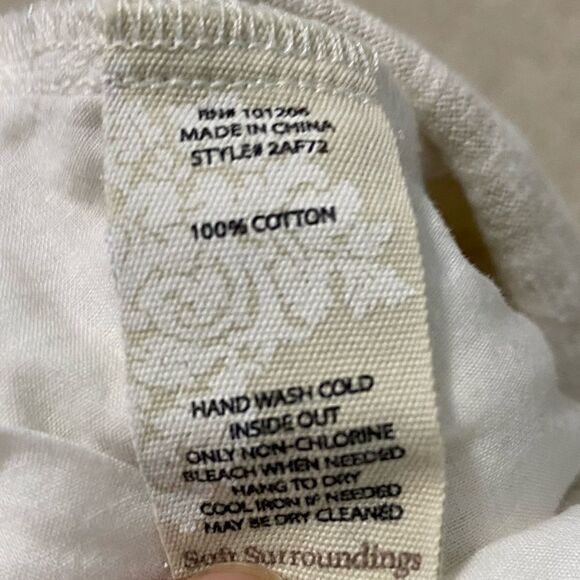 RN# 101206
MADE IN CHINA
STYLE# 2AF72
100% COTTON
HAND WASH COLD
INSIDE OUT
ONLY NON-CHLORINE
BLEACH WHEN NEEDED
HANG TO DRY
COOL IRON IF NEEDED
MAY BE DRY CLEANED
Soft Surroundings